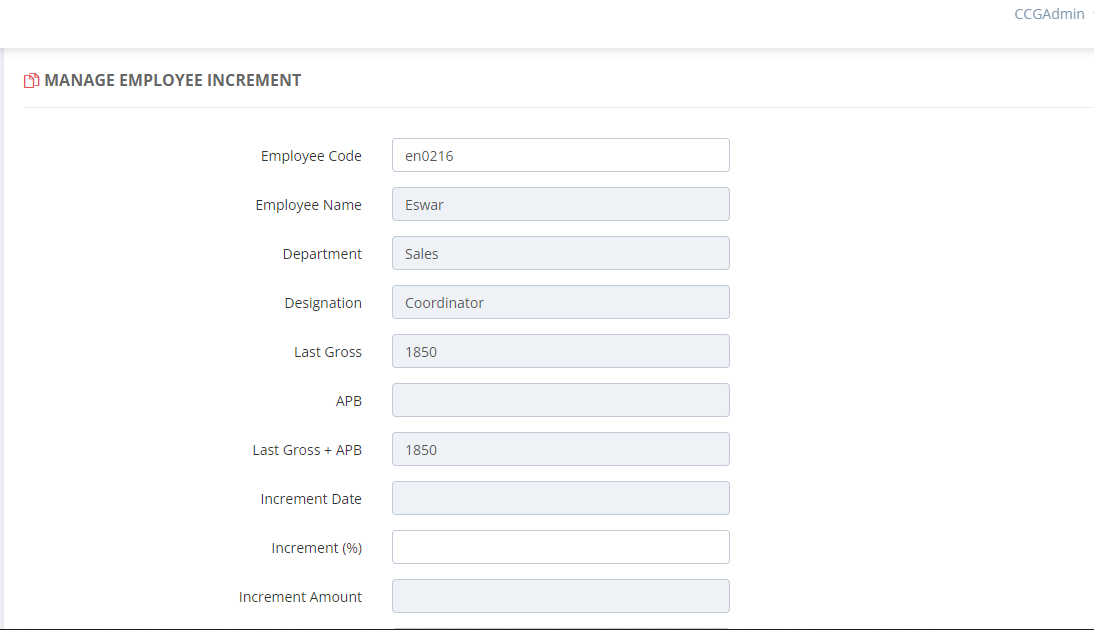 CCGAdmin
MANAGE EMPLOYEE INCREMENT
Employee Code en0216
Employee Name Eswar
Department Sales
Designation Coordinator
Last Gross 1850
APB
Last Gross + APB 1850
Increment Date
Increment (%)
Increment Amount